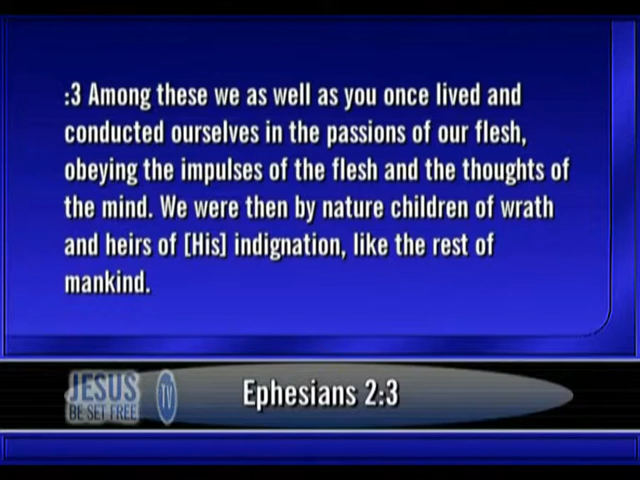 :3 Among these we as well as you once lived and
conducted ourselves in the passions of our flesh,
obeying the impulses of the flesh and the thoughts of
the mind. We were then by nature children of wrath
and heirs of [His] indignation, like the rest of
mankind.
JESUS
BE SET FREE
TV
Ephesians 2:3